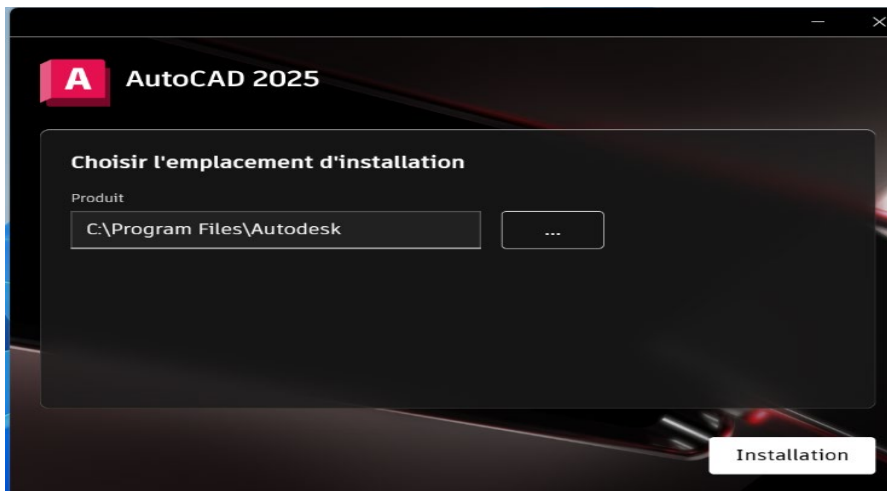 A
AutoCAD 2025
Choisir l'emplacement d'installation
Produit
C:\Program Files\Autodesk
...
Installation